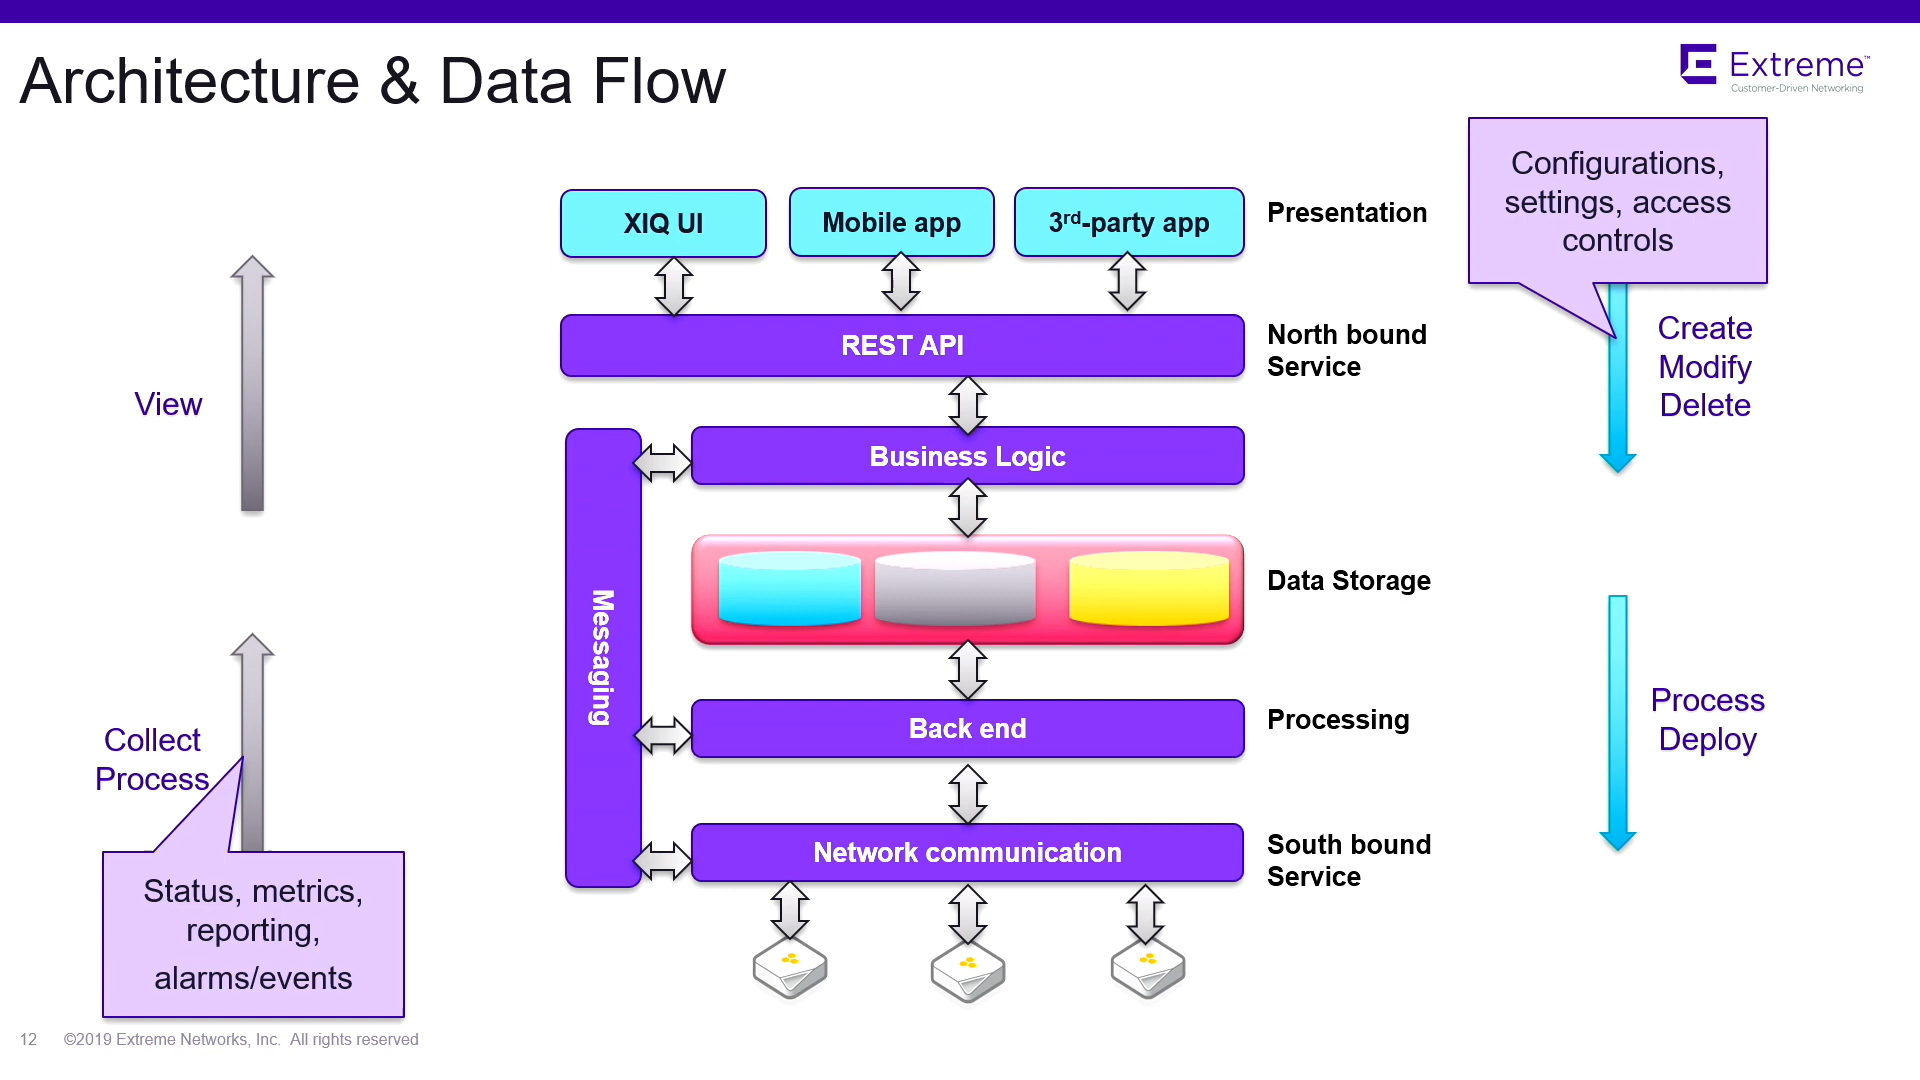 Architecture & Data Flow
Extreme™
Customer-Driven Networking
Configurations,
settings, access
controls
XIQ UI
Mobile app
3rd-party app
Presentation
REST API
North bound
Service
Create
Modify
Delete
View
Business Logic
Messaging
Data Storage
Back end
Processing
Process
Deploy
Collect
Process
Network communication
South bound
Service
Status, metrics,
reporting,
alarms/events
12 ©2019 Extreme Networks, Inc. All rights reserved